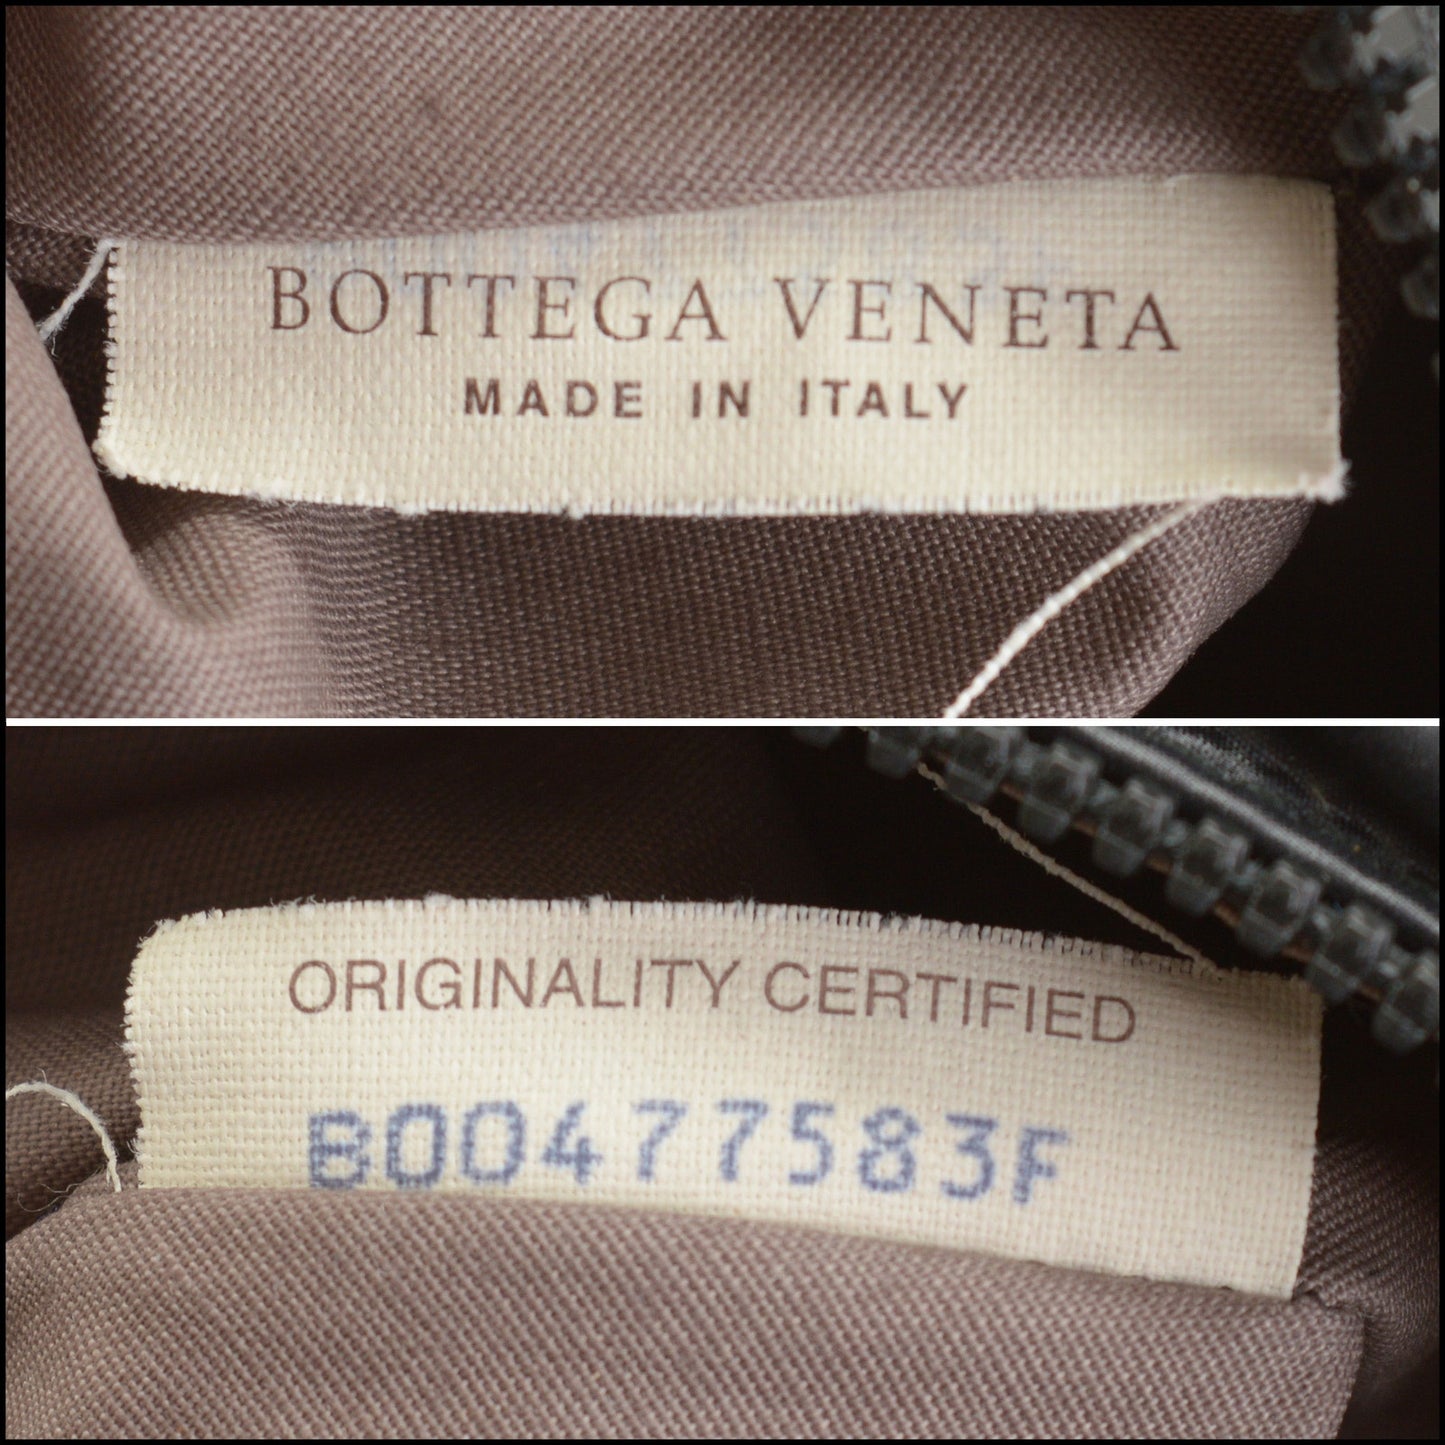 BOTTEGA VENETA
MADE IN ITALY
ORIGINALITY CERTIFIED
B00477583F